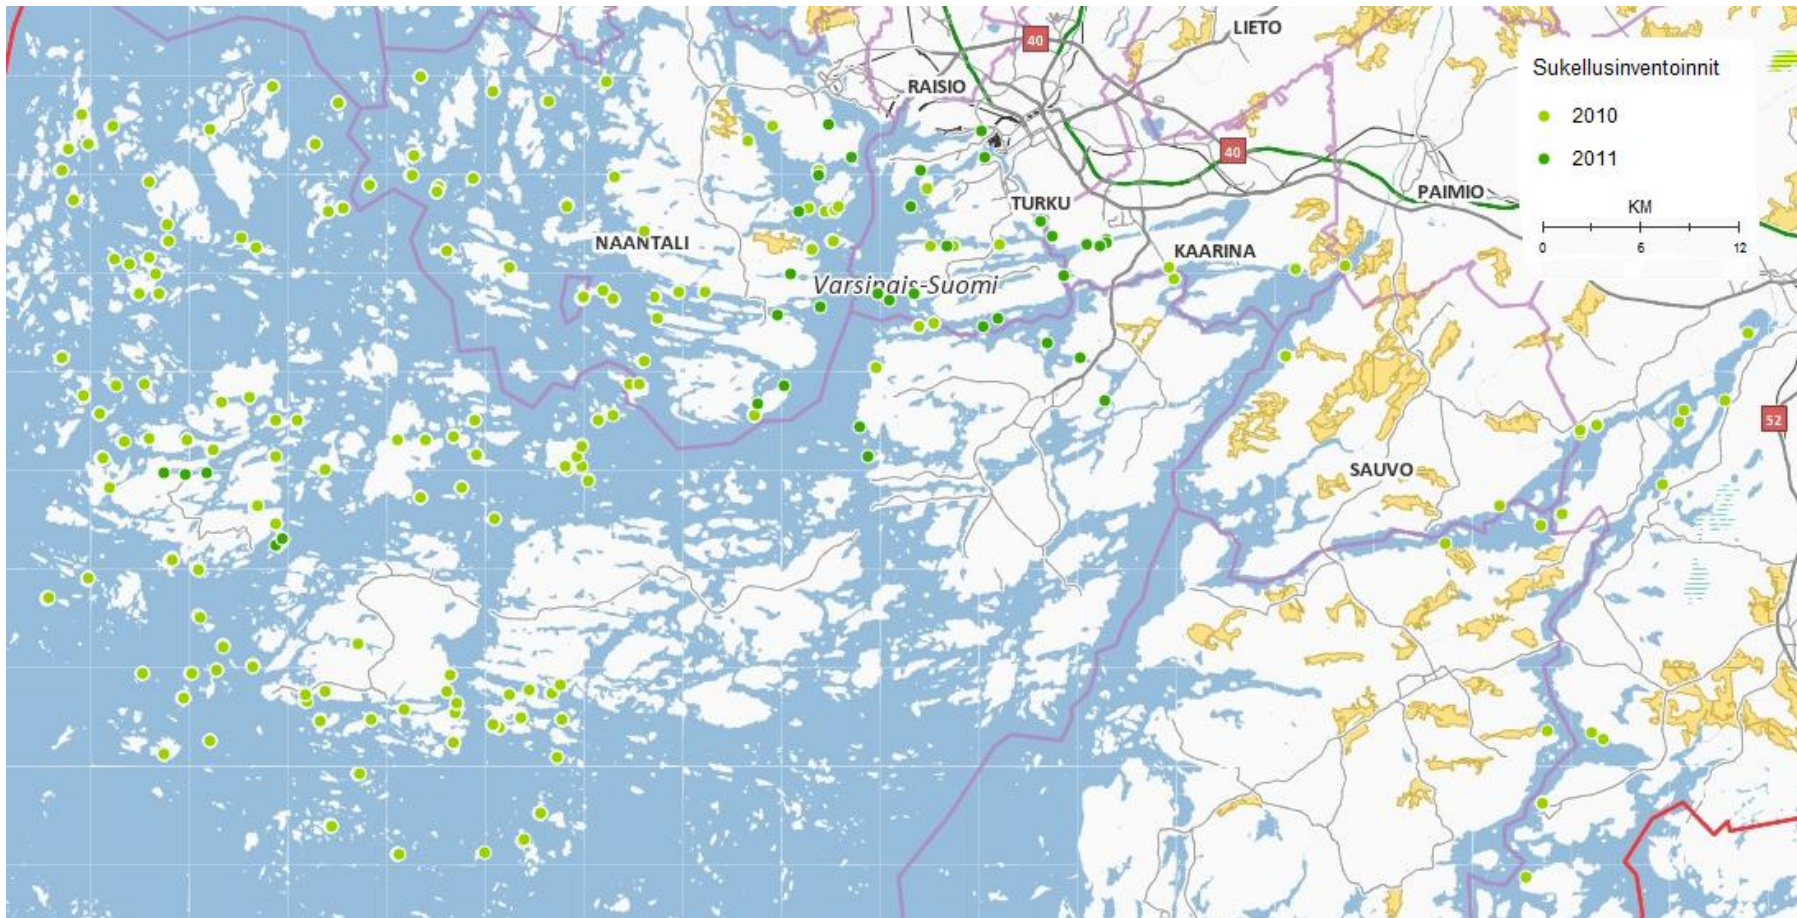 LIETO
40
RAISIO
Sukellusinventoinnit
2010
2011
40
PAIMIO
TURKU
KM
0 6 12
NAANTALI
KAARINA
Varsinais-Suomi
52
SAUVO